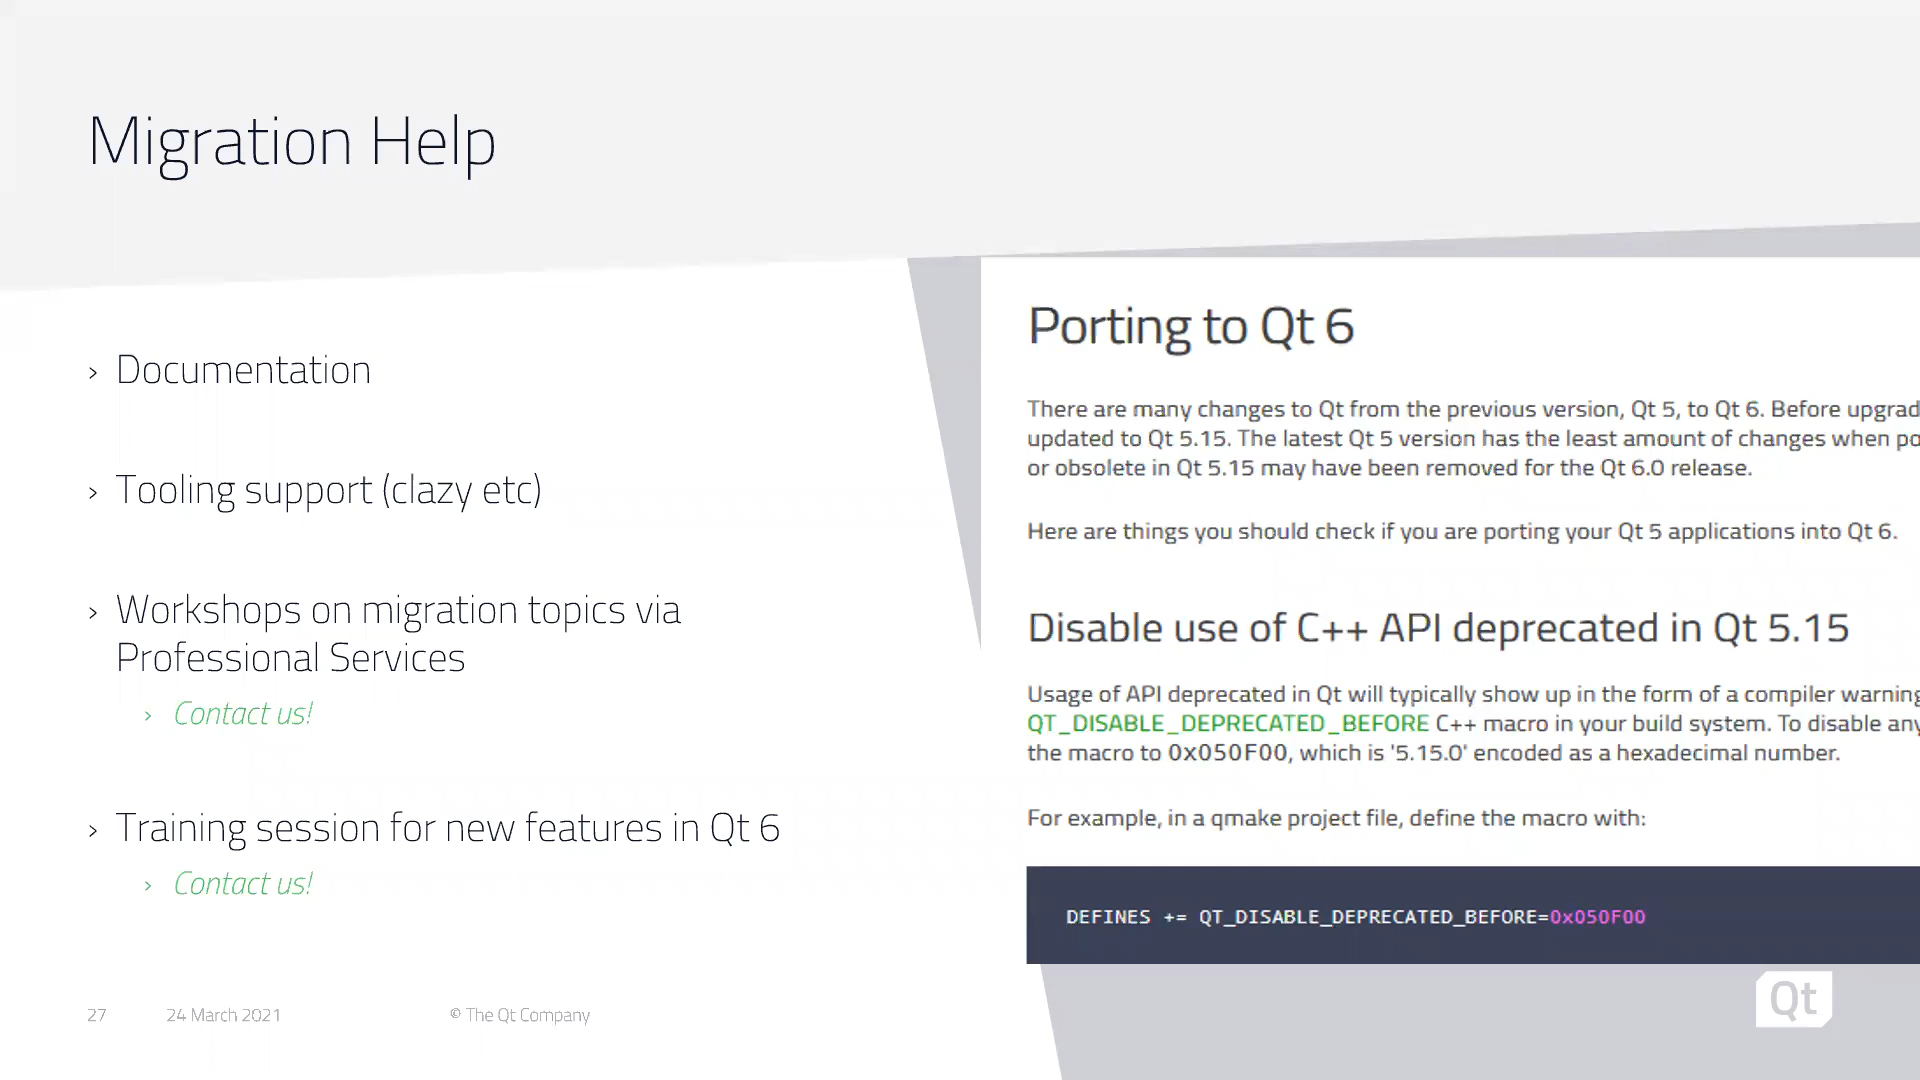 Migration Help
› Documentation
› Tooling support (clazy etc)
› Workshops on migration topics via
Professional Services
› Contact us!
› Training session for new features in Qt 6
› Contact us!
Porting to Qt 6
There are many changes to Qt from the previous version, Qt 5, to Qt 6. Before upgrad
updated to Qt 5.15. The latest Qt 5 version has the least amount of changes when po
or obsolete in Qt 5.15 may have been removed for the Qt 6.0 release.
Here are things you should check if you are porting your Qt 5 applications into Qt 6.
Disable use of C++ API deprecated in Qt 5.15
Usage of API deprecated in Qt will typically show up in the form of a compiler warning
QT_DISABLE_DEPRECATED_BEFORE C++ macro in your build system. To disable any
the macro to 0x050F00, which is '5.15.0' encoded as a hexadecimal number.
For example, in a qmake project file, define the macro with:
DEFINES += QT_DISABLE_DEPRECATED_BEFORE=0x050F00
27 24 March 2021 © The Qt Company
Qt